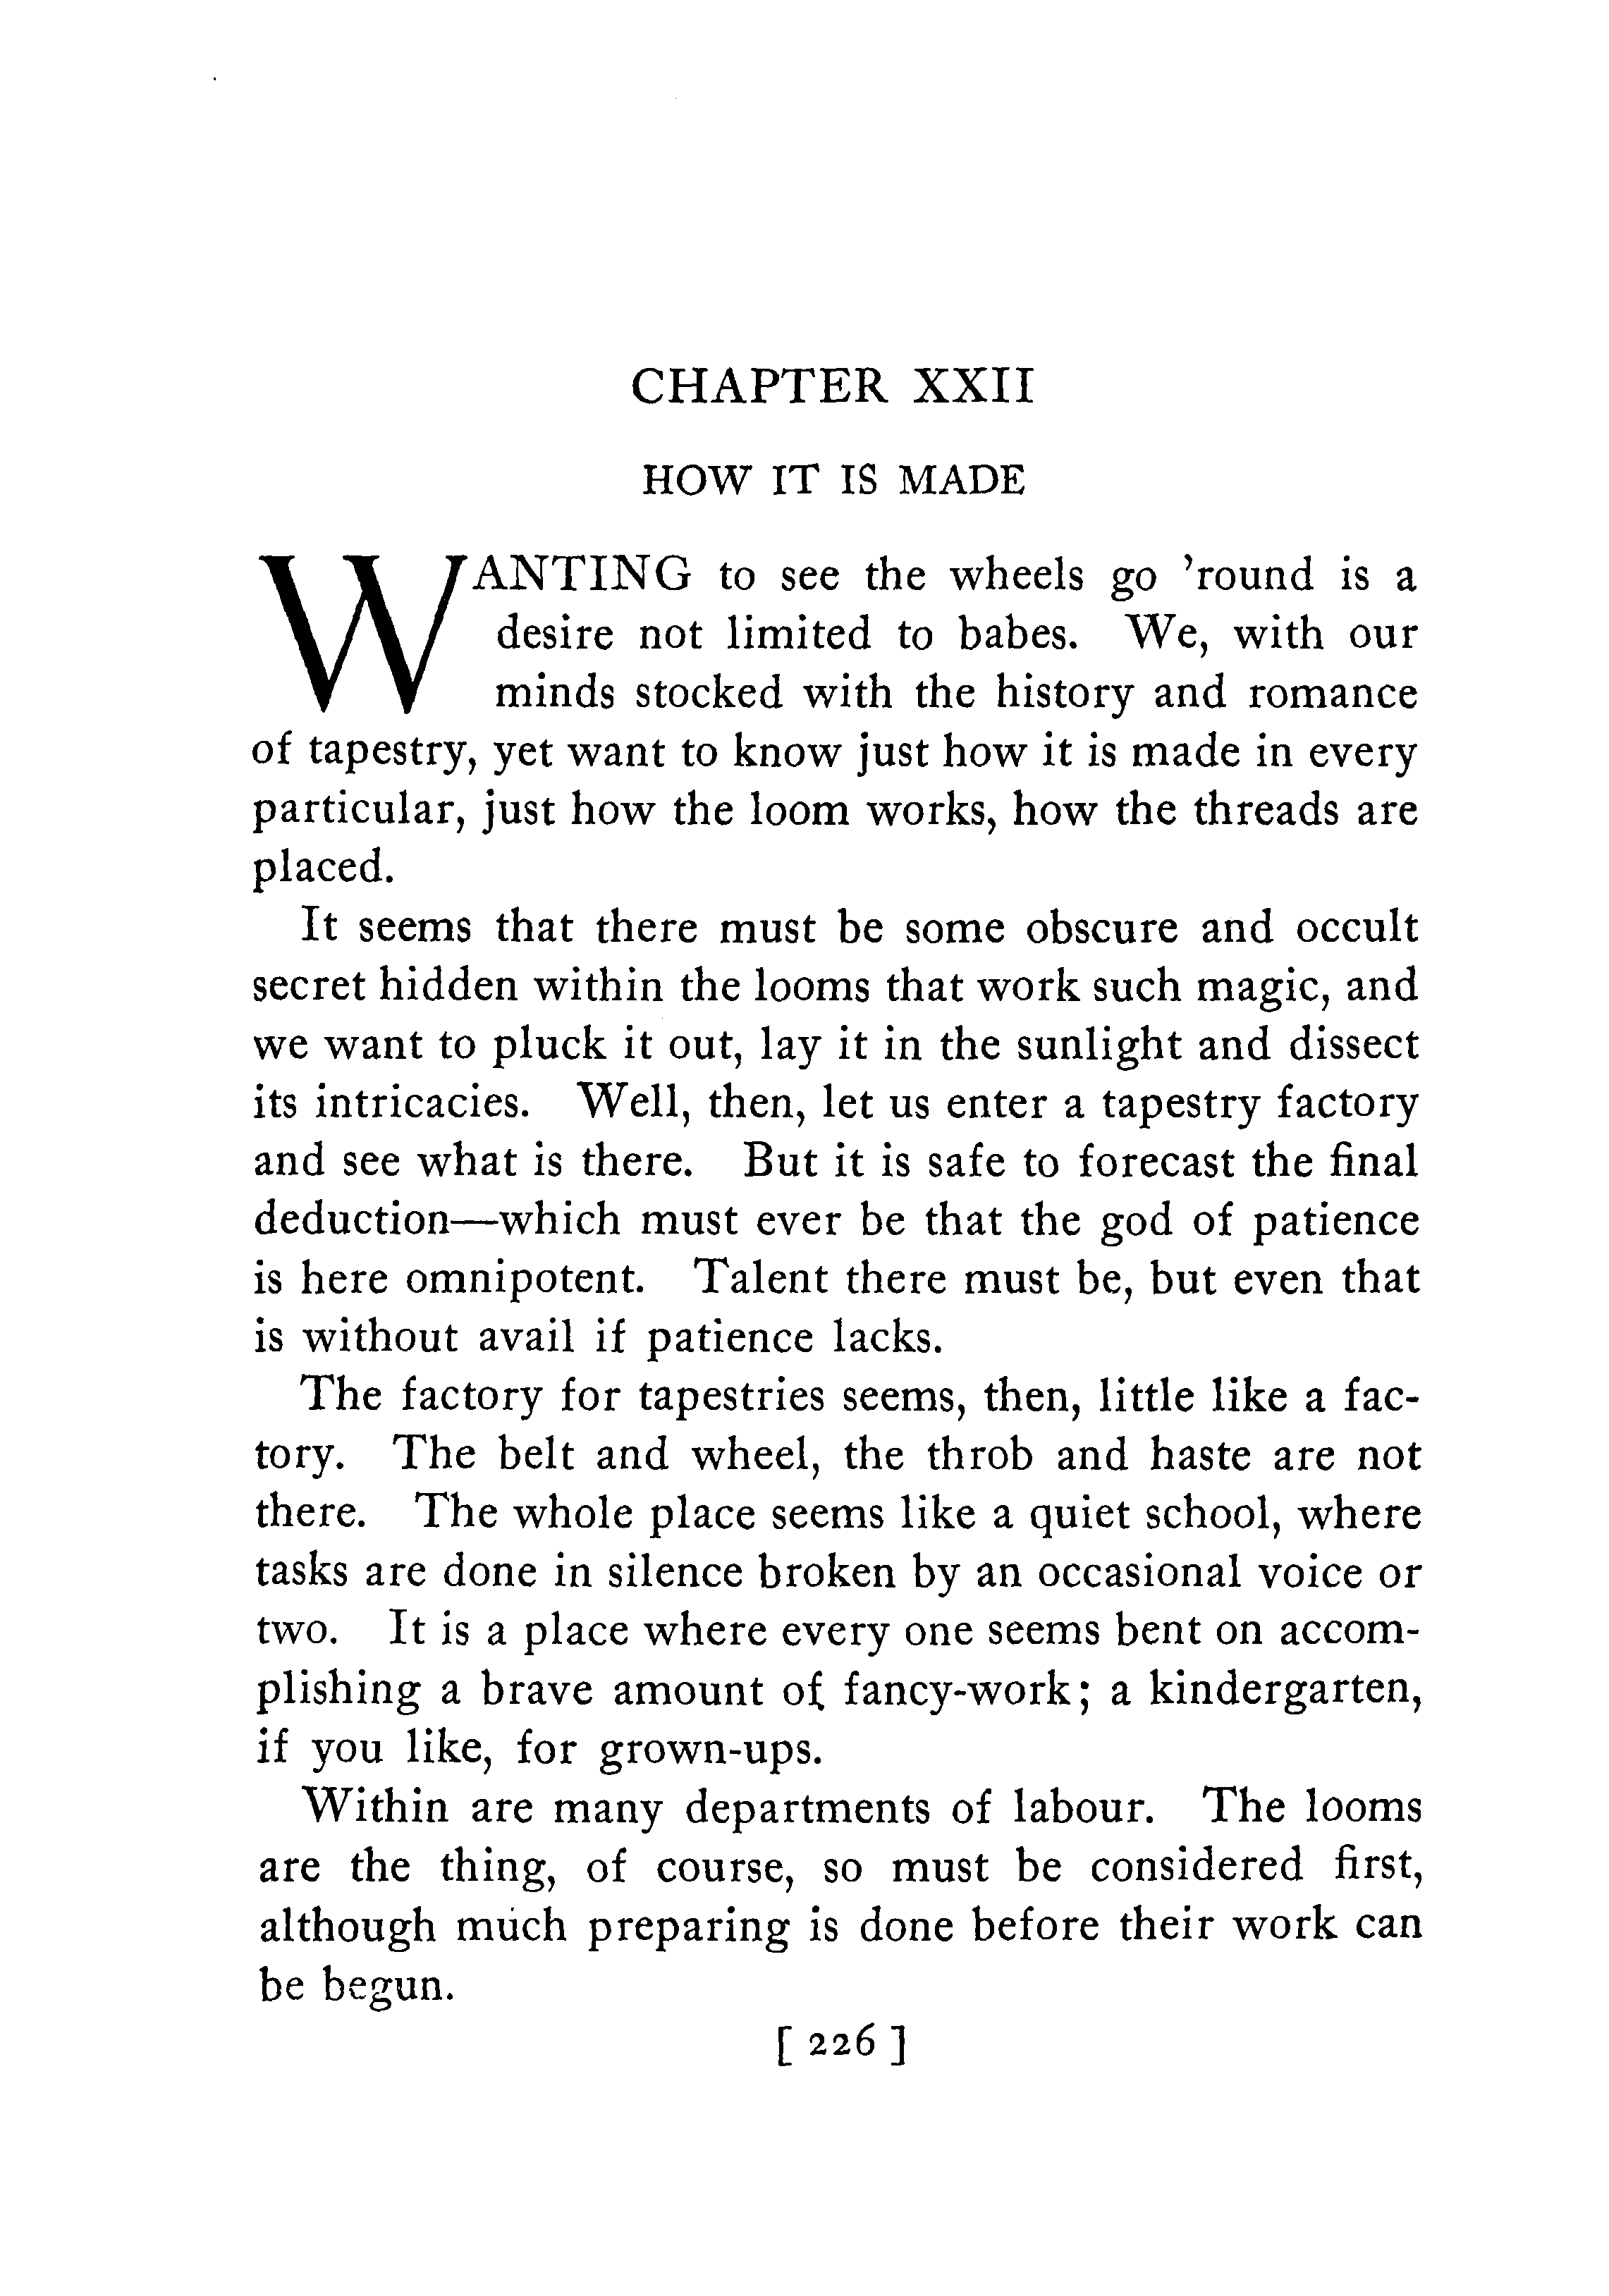 CHAPTER XXII
HOW IT IS MADE
WANTING to see the wheels go ’round is a
desire not limited to babes. We, with our
minds stocked with the history and romance
of tapestry, yet want to know just how it is made in every
particular, just how the loom works, how the threads are
placed.
It seems that there must be some obscure and occult
secret hidden within the looms that work such magic, and
we want to pluck it out, lay it in the sunlight and dissect
its intricacies. Well, then, let us enter a tapestry factory
and see what is there. But it is safe to forecast the final
deduction—which must ever be that the god of patience
is here omnipotent. Talent there must be, but even that
is without avail if patience lacks.
The factory for tapestries seems, then, little like a fac-
tory. The belt and wheel, the throb and haste are not
there. The whole place seems like a quiet school, where
tasks are done in silence broken by an occasional voice or
two. It is a place where every one seems bent on accom-
plishing a brave amount of fancy-work; a kindergarten,
if you like, for grown-ups.
Within are many departments of labour. The looms
are the thing, of course, so must be considered first,
although much preparing is done before their work can
be begun.
[ 226 ]